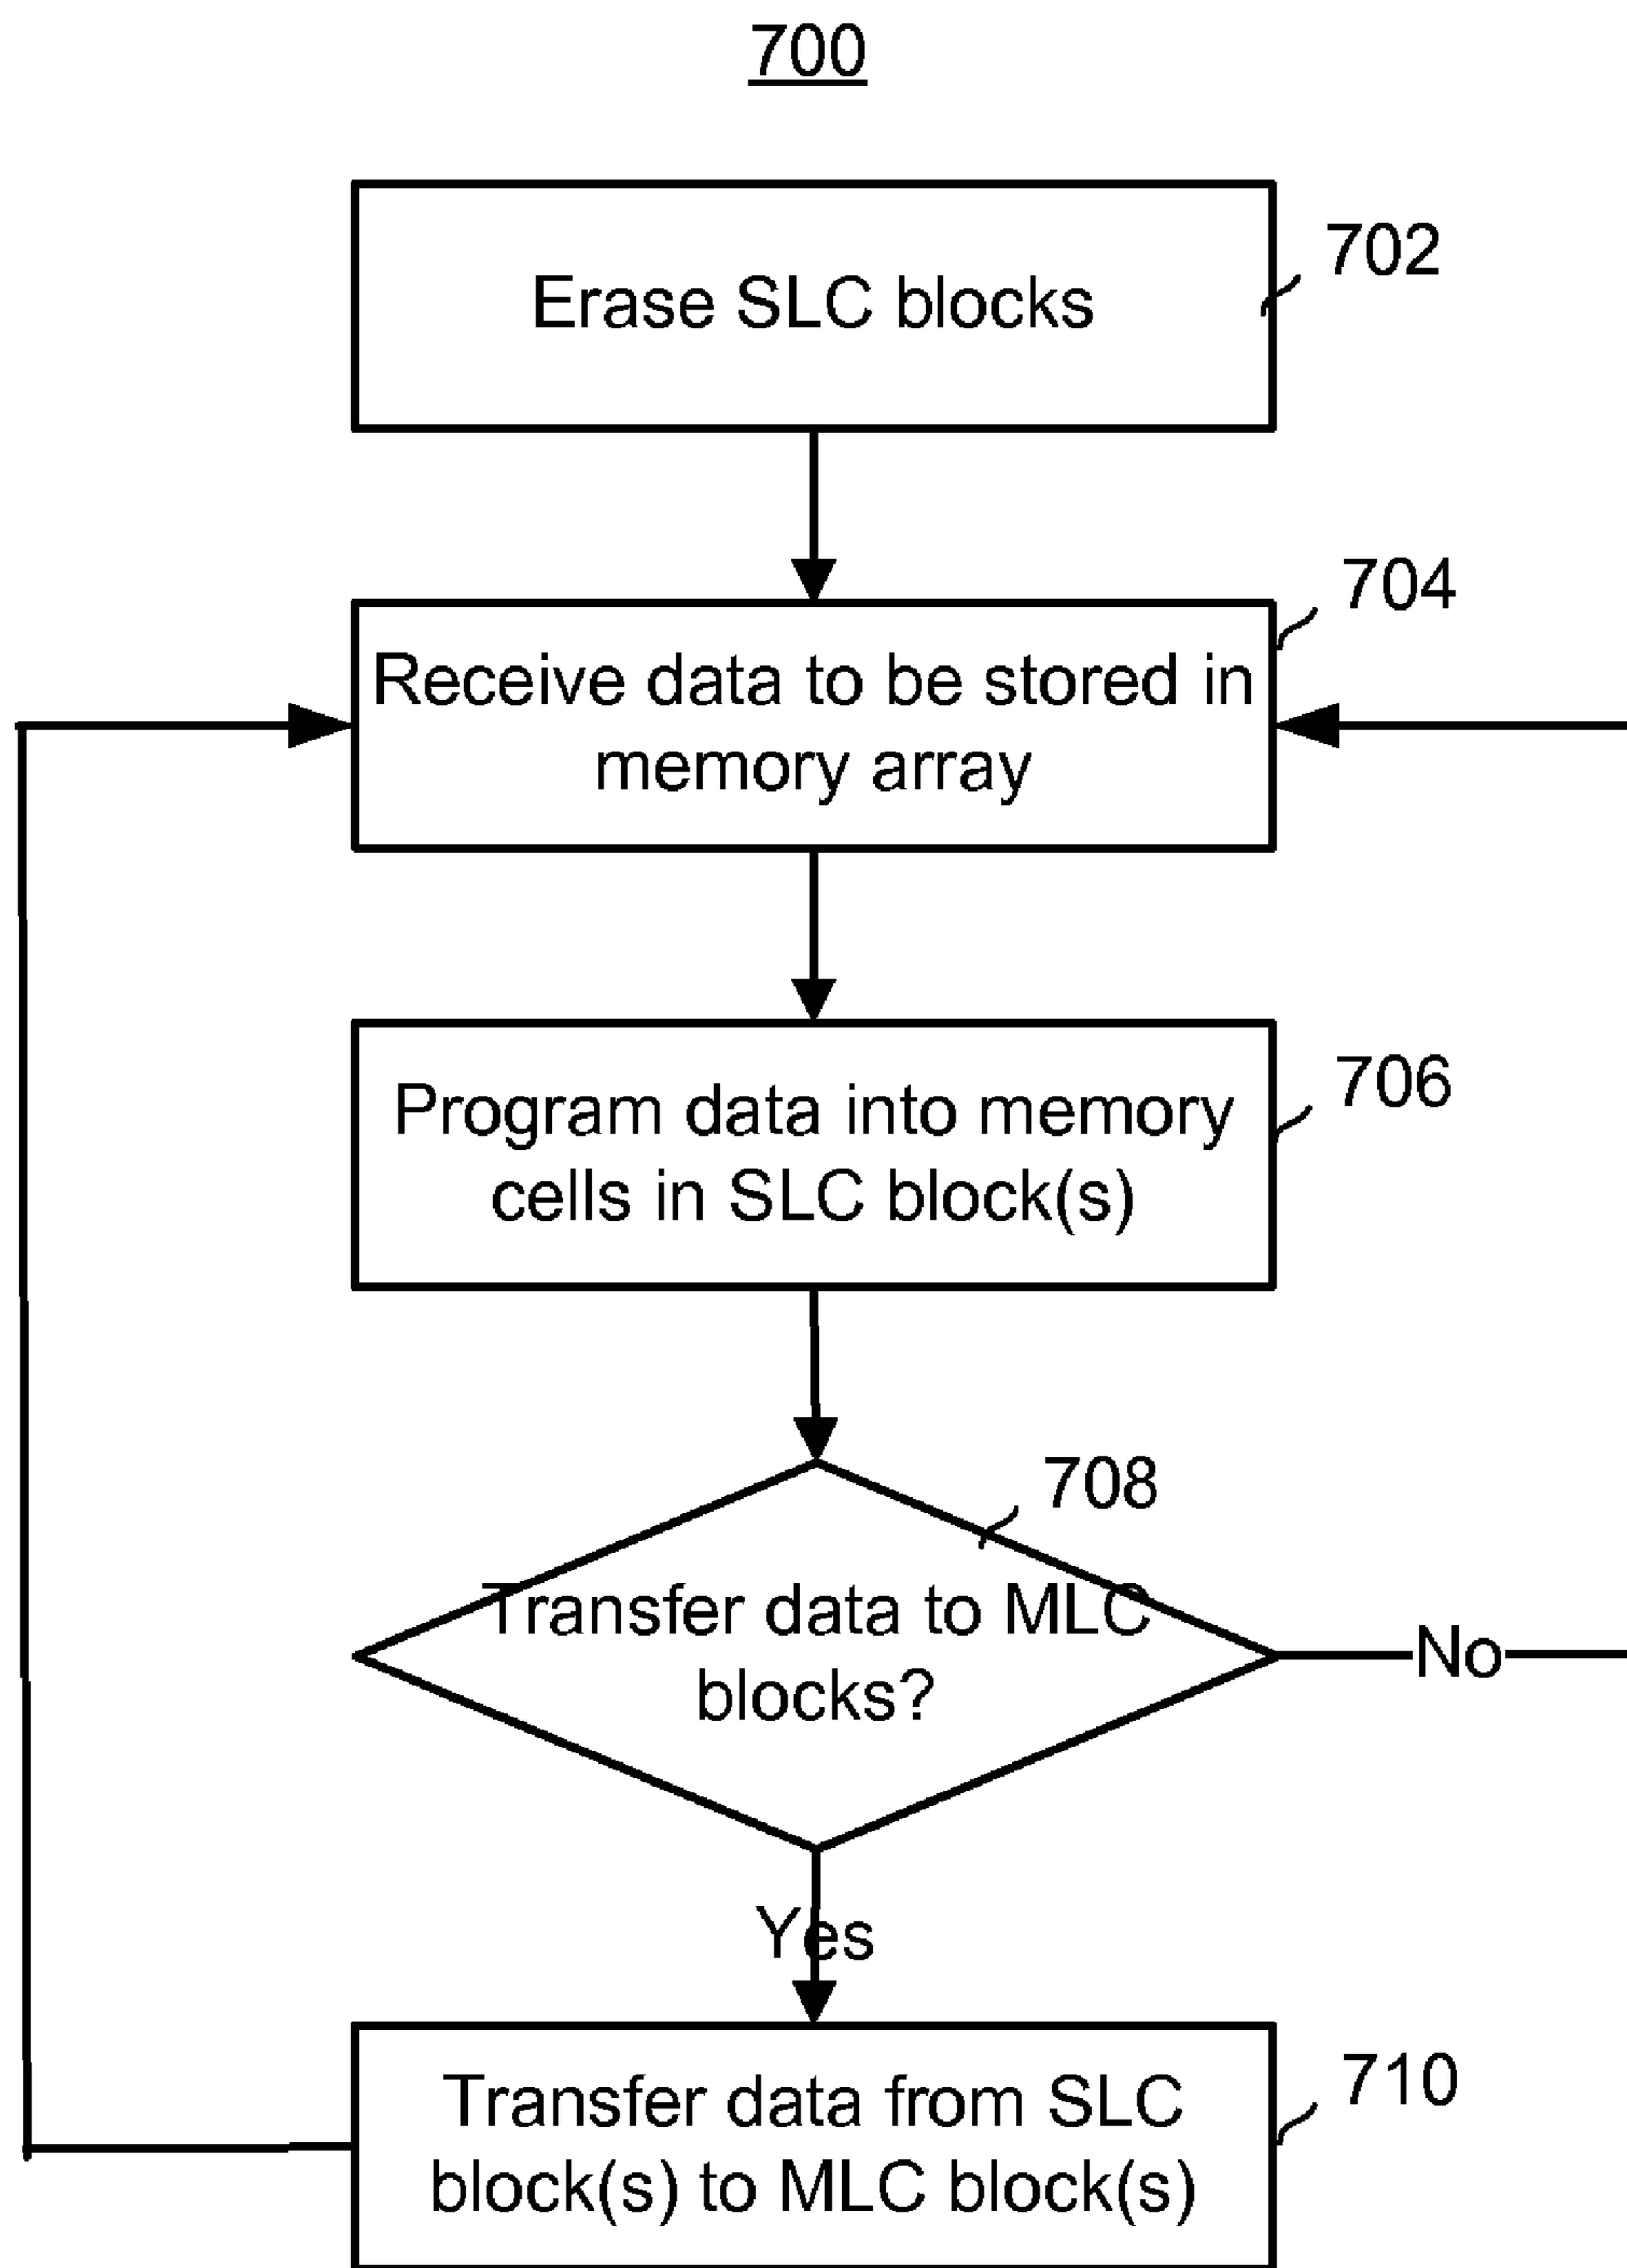 700
Erase SLC blocks
702
704
Receive data to be stored in
memory array
706
Program data into memory
cells in SLC block(s)
708
Transfer data to MLC
blocks?
No
Yes
710
Transfer data from SLC
block(s) to MLC block(s)